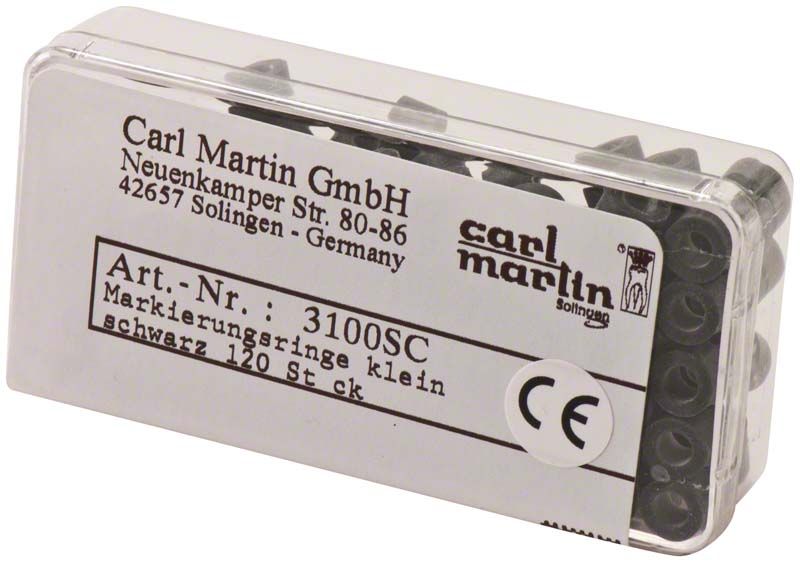 Carl Martin GmbH
Neuenkamper Str. 80-86
42657 Solingen - Germany
carl
martin
®
Solingen
Art.-Nr. : 3100SC
Markierungsringe klein
schwarz 120 St ck
CE